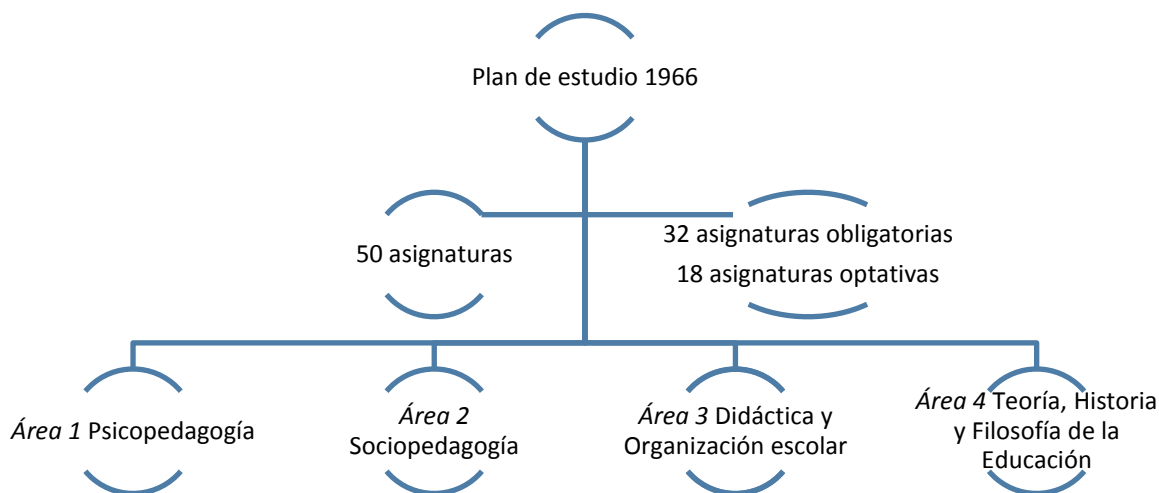 Plan de estudio 1966
50 asignaturas
32 asignaturas obligatorias
18 asignaturas optativas
Área 1 Psicopedagogía
Área 2
Sociopedagogía
Área 3 Didáctica y
Organización escolar
Área 4 Teoría, Historia
y Filosofía de la
Educación